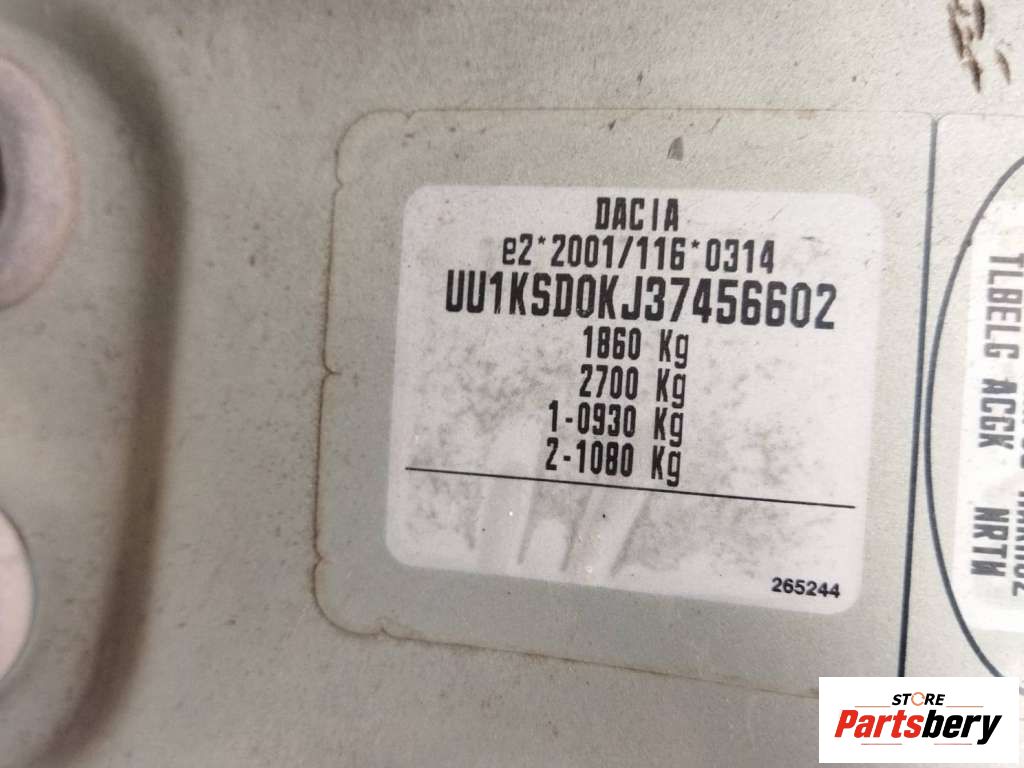 DACIA
e2*2001/116*0314
UU1KSD0KJ37456602
1860 Kg
2700 Kg
1-0930 Kg
2-1080 Kg
265244
TLBELG ACGK NRTW
STORE
Partsbery